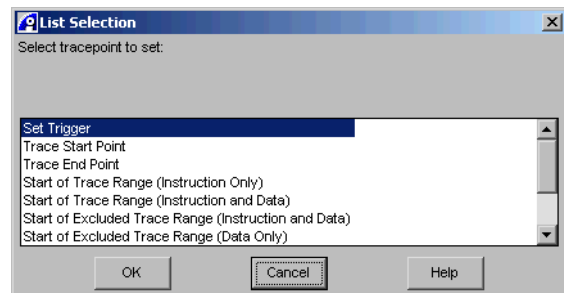 List Selection
Select tracepoint to set:
Set Trigger
Trace Start Point
Trace End Point
Start of Trace Range (Instruction Only)
Start of Trace Range (Instruction and Data)
Start of Excluded Trace Range (Instruction and Data)
Start of Excluded Trace Range (Data Only)
OK Cancel Help